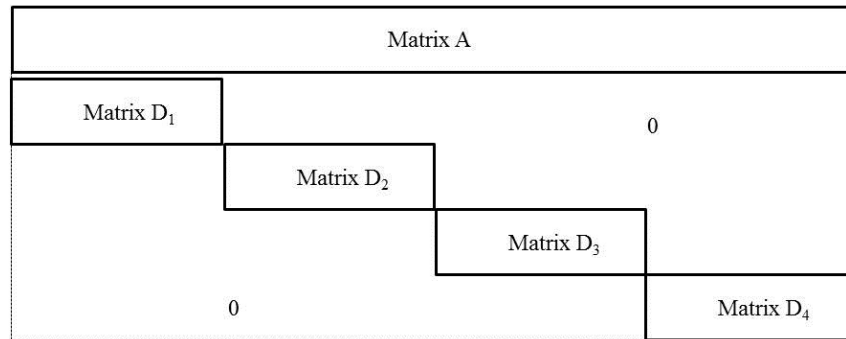 Matrix A
Matrix D₁
0
Matrix D₂
Matrix D₃
0
Matrix D₄